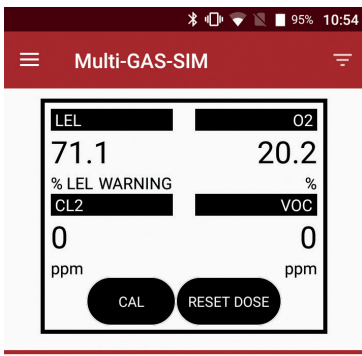 95% 10:54
Multi-GAS-SIM
LEL O2
71.1 20.2
% LEL WARNING %
CL2 VOC
0 0
ppm ppm
CAL RESET DOSE